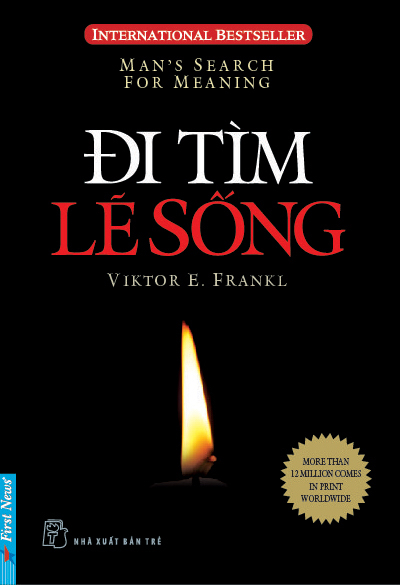 INTERNATIONAL BESTSELLER
MAN'S SEARCH
FOR MEANING
ĐI TÌM
LẼ SỐNG
VIKTOR E. FRANKL
MORE THAN
12 MILLION COMES
IN PRINT
WORLDWIDE
First News®
NHÀ XUẤT BẢN TRẺ